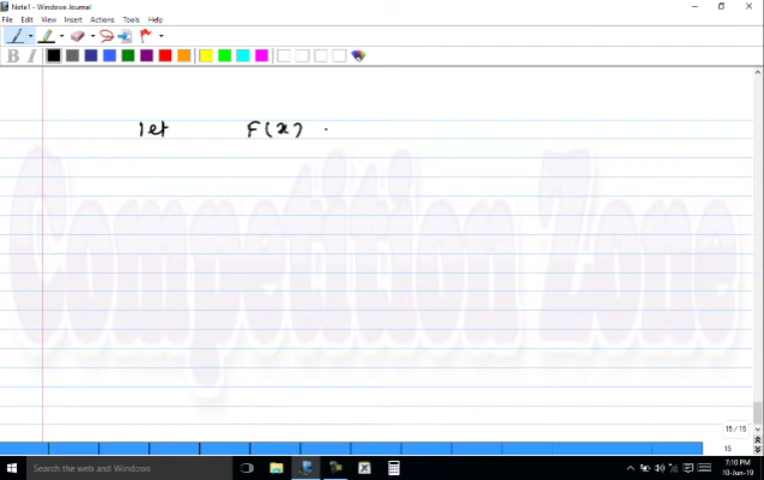 Note1 - Windows Journal
File Edit View Insert Actions Tools Help
B I
let F(x) .
Competition Zone
15 / 15
15
Search the web and Windows
7:10 PM
10-Jun-19